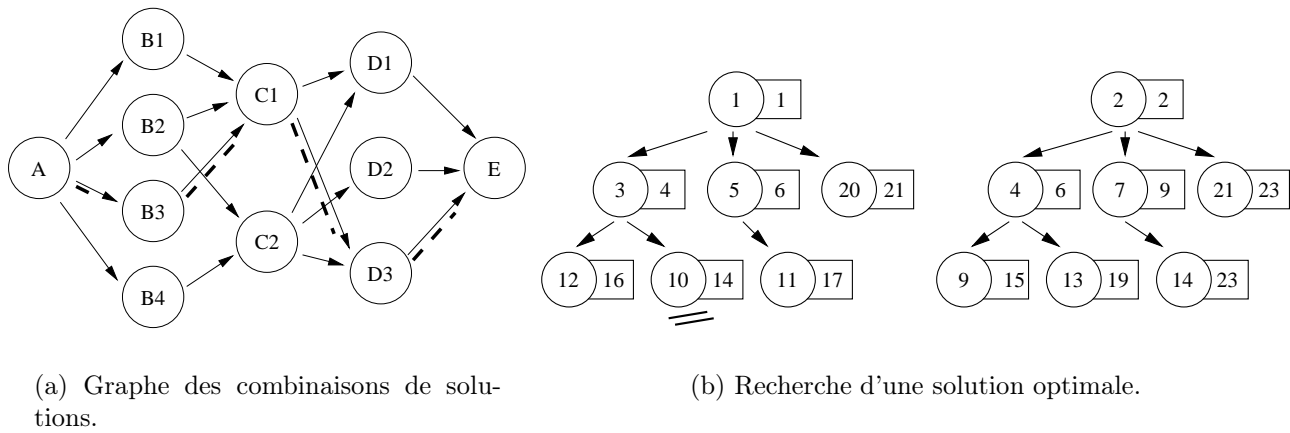 B1
D1
C1
B2
A
D2
E
B3
C2
D3
B4
1 1
2 2
3 4
5 6
20 21
4 6
7 9
21 23
12 16
10 14
11 17
9 15
13 19
14 23
(a) Graphe des combinaisons de solu-
tions.
(b) Recherche d'une solution optimale.